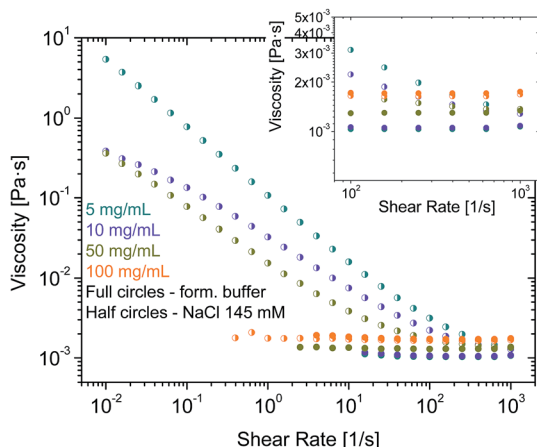 5x10⁻³
3x10⁻³
2x10⁻³
10⁻³
Viscosity [Pa·s]
10² 10³
Shear Rate [1/s]
10¹
10⁰
10⁻¹
10⁻²
10⁻³
Viscosity [Pa·s]
5 mg/mL
10 mg/mL
50 mg/mL
100 mg/mL
Full circles - form. buffer
Half circles - NaCl 145 mM
10⁻² 10⁻¹ 10⁰ 10¹ 10² 10³
Shear Rate [1/s]